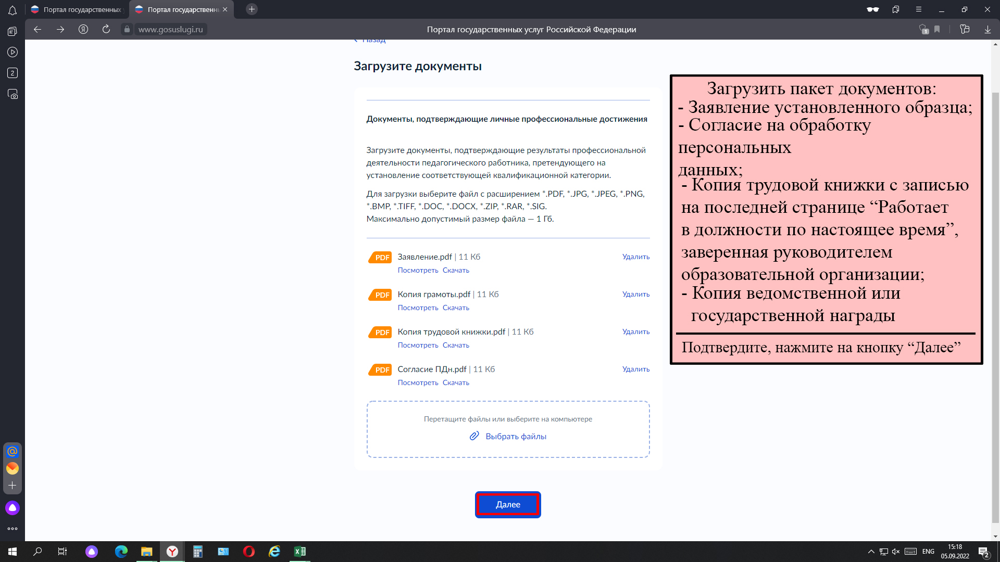 Портал государственных
Портал государственн
www.gosuslugi.ru
Портал государственных услуг Российской Федерации
1
2
Назад
Загрузите документы
Документы, подтверждающие личные профессиональные достижения
Загрузите документы, подтверждающие результаты профессиональной
деятельности педагогического работника, претендующего на
установление соответствующей квалификационной категории.
Для загрузки выберите файл с расширением *.PDF, *.JPG, *.JPEG, *.PNG,
*.BMP, *.TIFF, *.DOC, *.DOCX, *.ZIP, *.RAR, *.SIG.
Максимально допустимый размер файла — 1 Гб.
PDF Заявление.pdf | 11 Кб Удалить
Посмотреть Скачать
PDF Копия грамоты.pdf | 11 Кб Удалить
Посмотреть Скачать
PDF Копия трудовой книжки.pdf | 11 Кб Удалить
Посмотреть Скачать
PDF Согласие ПДн.pdf | 11 Кб Удалить
Посмотреть Скачать
Перетащите файлы или выберите на компьютере
Выбрать файлы
Далее
Загрузить пакет документов:
- Заявление установленного образца;
- Согласие на обработку
персональных
данных;
- Копия трудовой книжки с записью
на последней странице “Работает
в должности по настоящее время”,
заверенная руководителем
образовательной организации;
- Копия ведомственной или
государственной награды
Подтвердите, нажмите на кнопку “Далее”
ENG
15:18
05.09.2022
2